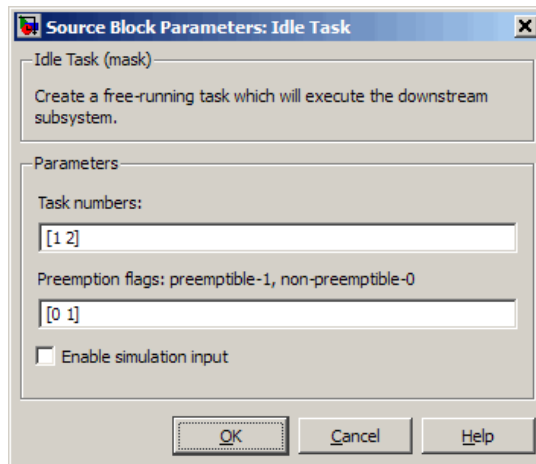 Source Block Parameters: Idle Task
Idle Task (mask)
Create a free-running task which will execute the downstream
subsystem.
Parameters
Task numbers:
[1 2]
Preemption flags: preemptible-1, non-preemptible-0
[0 1]
Enable simulation input
OK Cancel Help